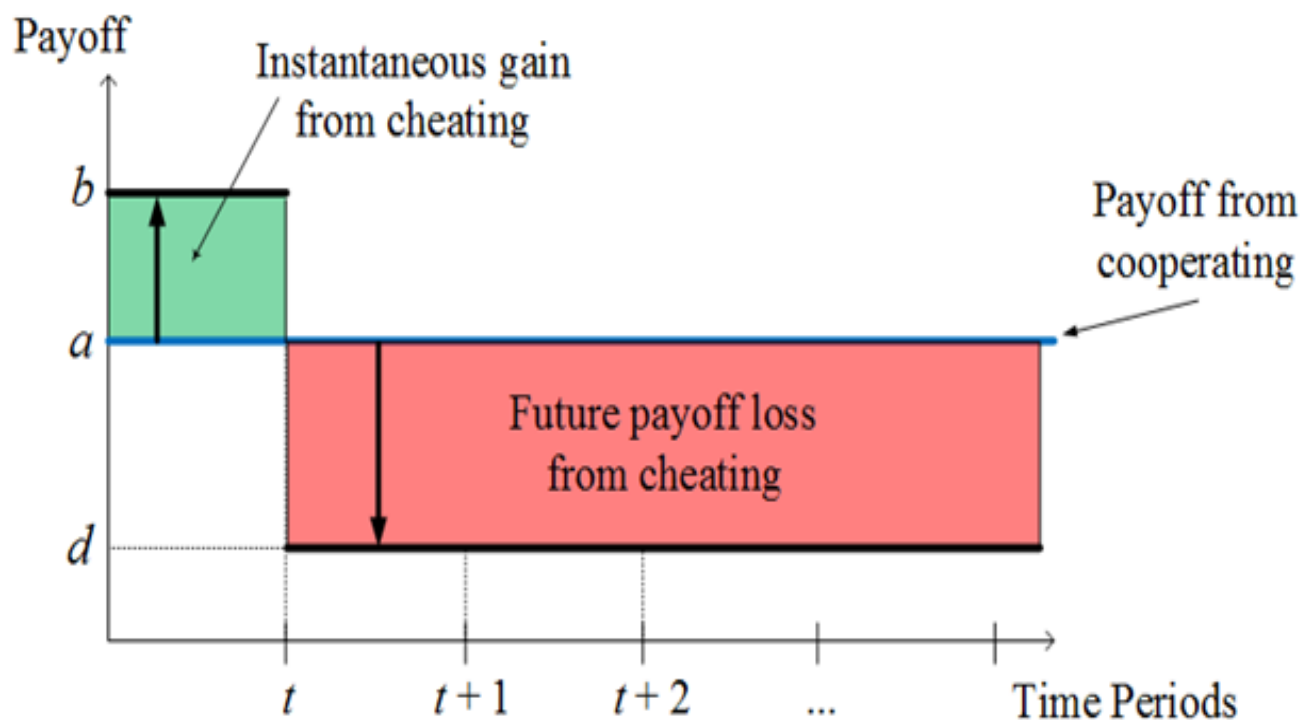 Payoff
Instantaneous gain
from cheating
b
Payoff from
cooperating
a
Future payoff loss
from cheating
d
t
t + 1
t + 2
...
Time Periods